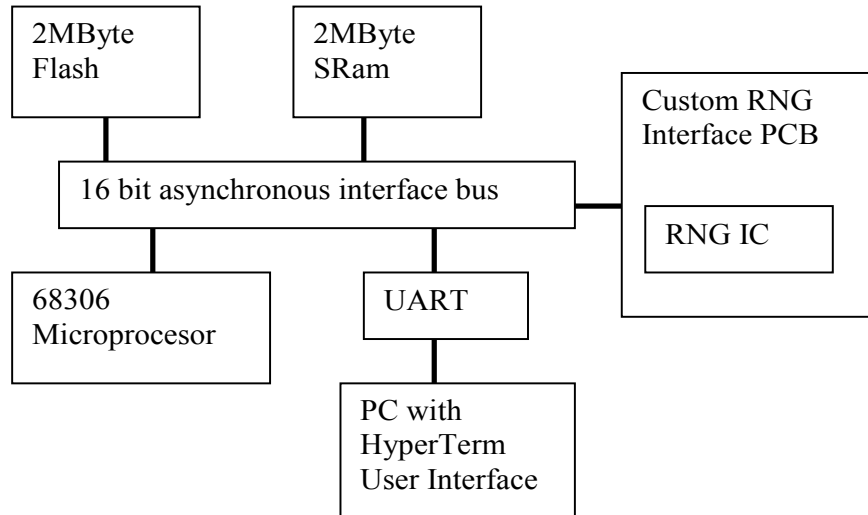 2MByte
Flash
2MByte
SRam
Custom RNG
Interface PCB
16 bit asynchronous interface bus
RNG IC
68306
Microprocesor
UART
PC with
HyperTerm
User Interface